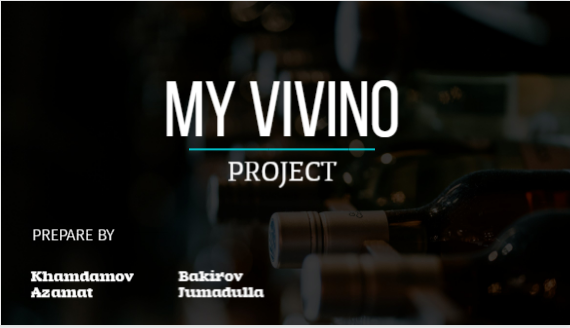 MY VIVINO
PROJECT
PREPARE BY
Khamdamov
Azamat
Bakirov
Jumadulla